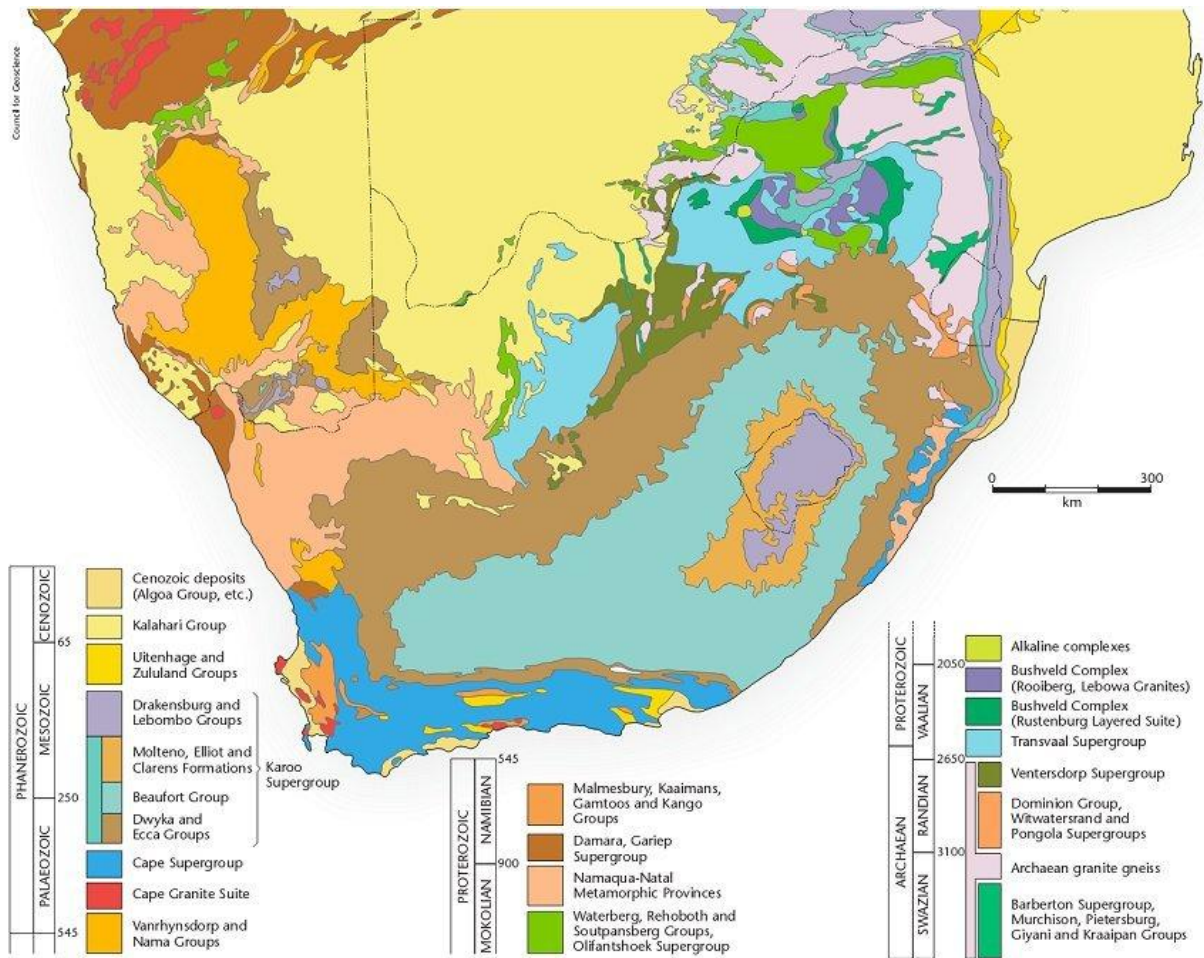 Council for Geoscience
0
300
km
PHANEROZOIC
CENOZOIC
MESOZOIC
PALAEOZOIC
65
250
545
Cenozoic deposits
(Algoa Group, etc.)
Kalahari Group
Uitenhage and
Zululand Groups
Drakensburg and
Lebombo Groups
Molteno, Elliot and
Clarens Formations
Beaufort Group
Dwyka and
Ecca Groups
Karoo
Supergroup
Cape Supergroup
Cape Granite Suite
Vanrhynsdorp and
Nama Groups
PROTEROZOIC
NAMIBIAN
MOKOLIAN
545
900
Malmesbury, Kaaimans,
Gamtoos and Kango
Groups
Damara, Gariep
Supergroup
Namaqua-Natal
Metamorphic Provinces
Waterberg, Rehoboth and
Soutpansberg Groups,
Olifantshoek Supergroup
PROTEROZOIC
VAALIAN
ARCHAEAN
RANDIAN
SWAZIAN
2050
2650
3100
Alkaline complexes
Bushveld Complex
(Rooiberg, Lebowa Granites)
Bushveld Complex
(Rustenburg Layered Suite)
Transvaal Supergroup
Ventersdorp Supergroup
Dominion Group,
Witwatersrand and
Pongola Supergroups
Archaean granite gneiss
Barberton Supergroup,
Murchison, Pietersburg,
Giyani and Kraaipan Groups